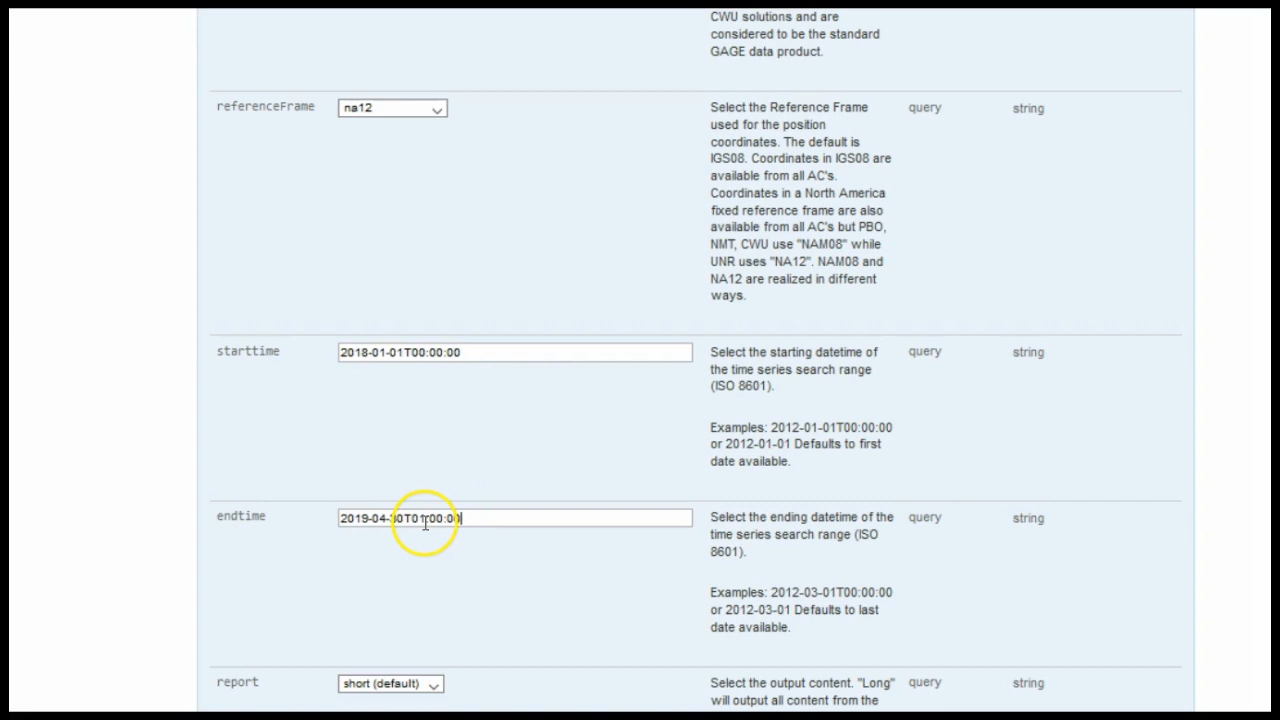 CWU solutions and are
considered to be the standard
GAGE data product.
referenceFrame
na12
Select the Reference Frame
used for the position
coordinates. The default is
IGS08. Coordinates in IGS08 are
available from all AC's.
Coordinates in a North America
fixed reference frame are also
available from all AC's but PBO,
NMT, CWU use "NAM08" while
UNR uses "NA12". NAM08 and
NA12 are realized in different
ways.
query
string
starttime
2018-01-01T00:00:00
Select the starting datetime of
the time series search range
(ISO 8601).
Examples: 2012-01-01T00:00:00
or 2012-01-01 Defaults to first
date available.
query
string
endtime
2019-04-30T01:00:00
Select the ending datetime of the
time series search range (ISO
8601).
Examples: 2012-03-01T00:00:00
or 2012-03-01 Defaults to last
date available.
query
string
report
short (default)
Select the output content. "Long"
will output all content from the
query
string